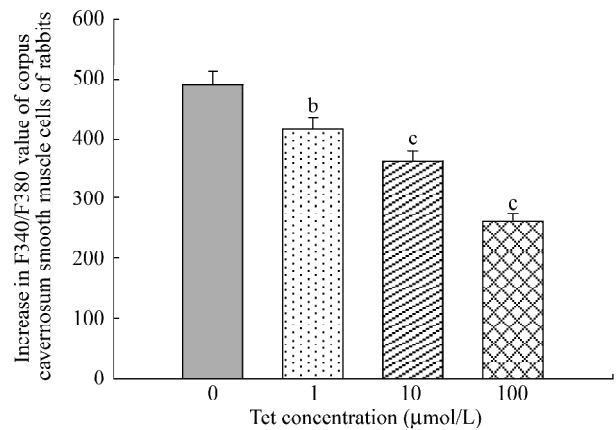 Increase in F340/F380 value of corpus
cavernosum smooth muscle cells of rabbits
600
500
400
300
200
100
0
b
c
c
0 1 10 100
Tet concentration (μmol/L)